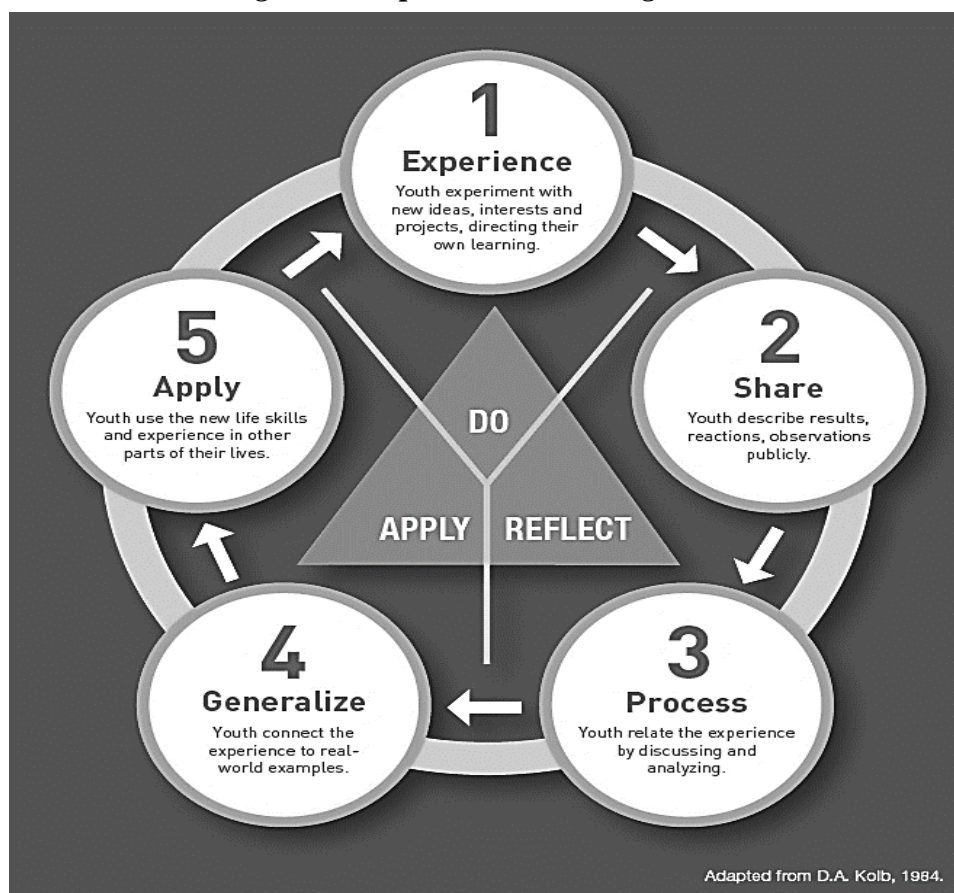 1
Experience
Youth experiment with
new ideas, interests and
projects, directing their
own learning.
2
Share
Youth describe results,
reactions, observations
publicly.
3
Process
Youth relate the experience
by discussing and
analyzing.
4
Generalize
Youth connect the
experience to real-
world examples.
5
Apply
Youth use the new life skills
and experience in other
parts of their lives.
DO
APPLY
REFLECT
Adapted from D.A. Kolb, 1984.